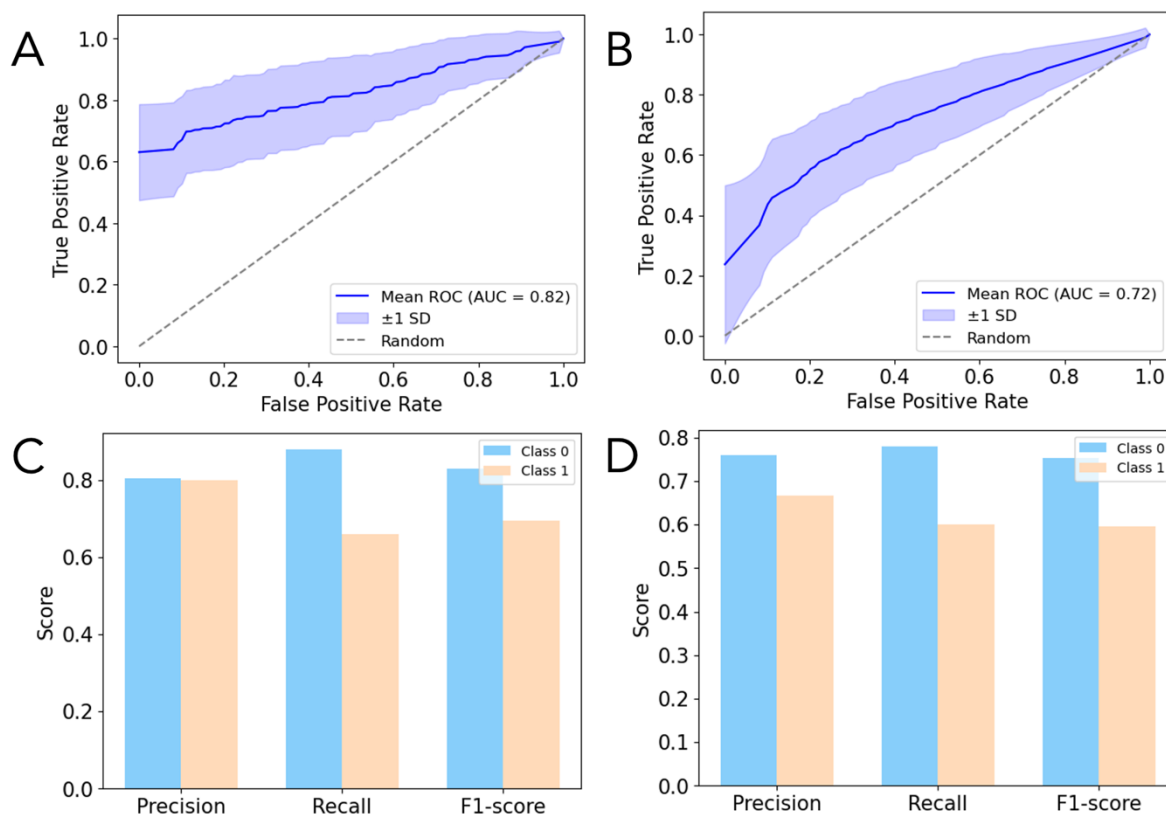 A
True Positive Rate
1.0
0.8
0.6
0.4
0.2
0.0
Mean ROC (AUC = 0.82)
±1 SD
Random
0.0 0.2 0.4 0.6 0.8 1.0
False Positive Rate
B
True Positive Rate
1.0
0.8
0.6
0.4
0.2
0.0
Mean ROC (AUC = 0.72)
±1 SD
Random
0.0 0.2 0.4 0.6 0.8 1.0
False Positive Rate
C
Score
0.8
0.6
0.4
0.2
0.0
Class 0
Class 1
Precision Recall F1-score
D
Score
0.8
0.7
0.6
0.5
0.4
0.3
0.2
0.1
0.0
Class 0
Class 1
Precision Recall F1-score